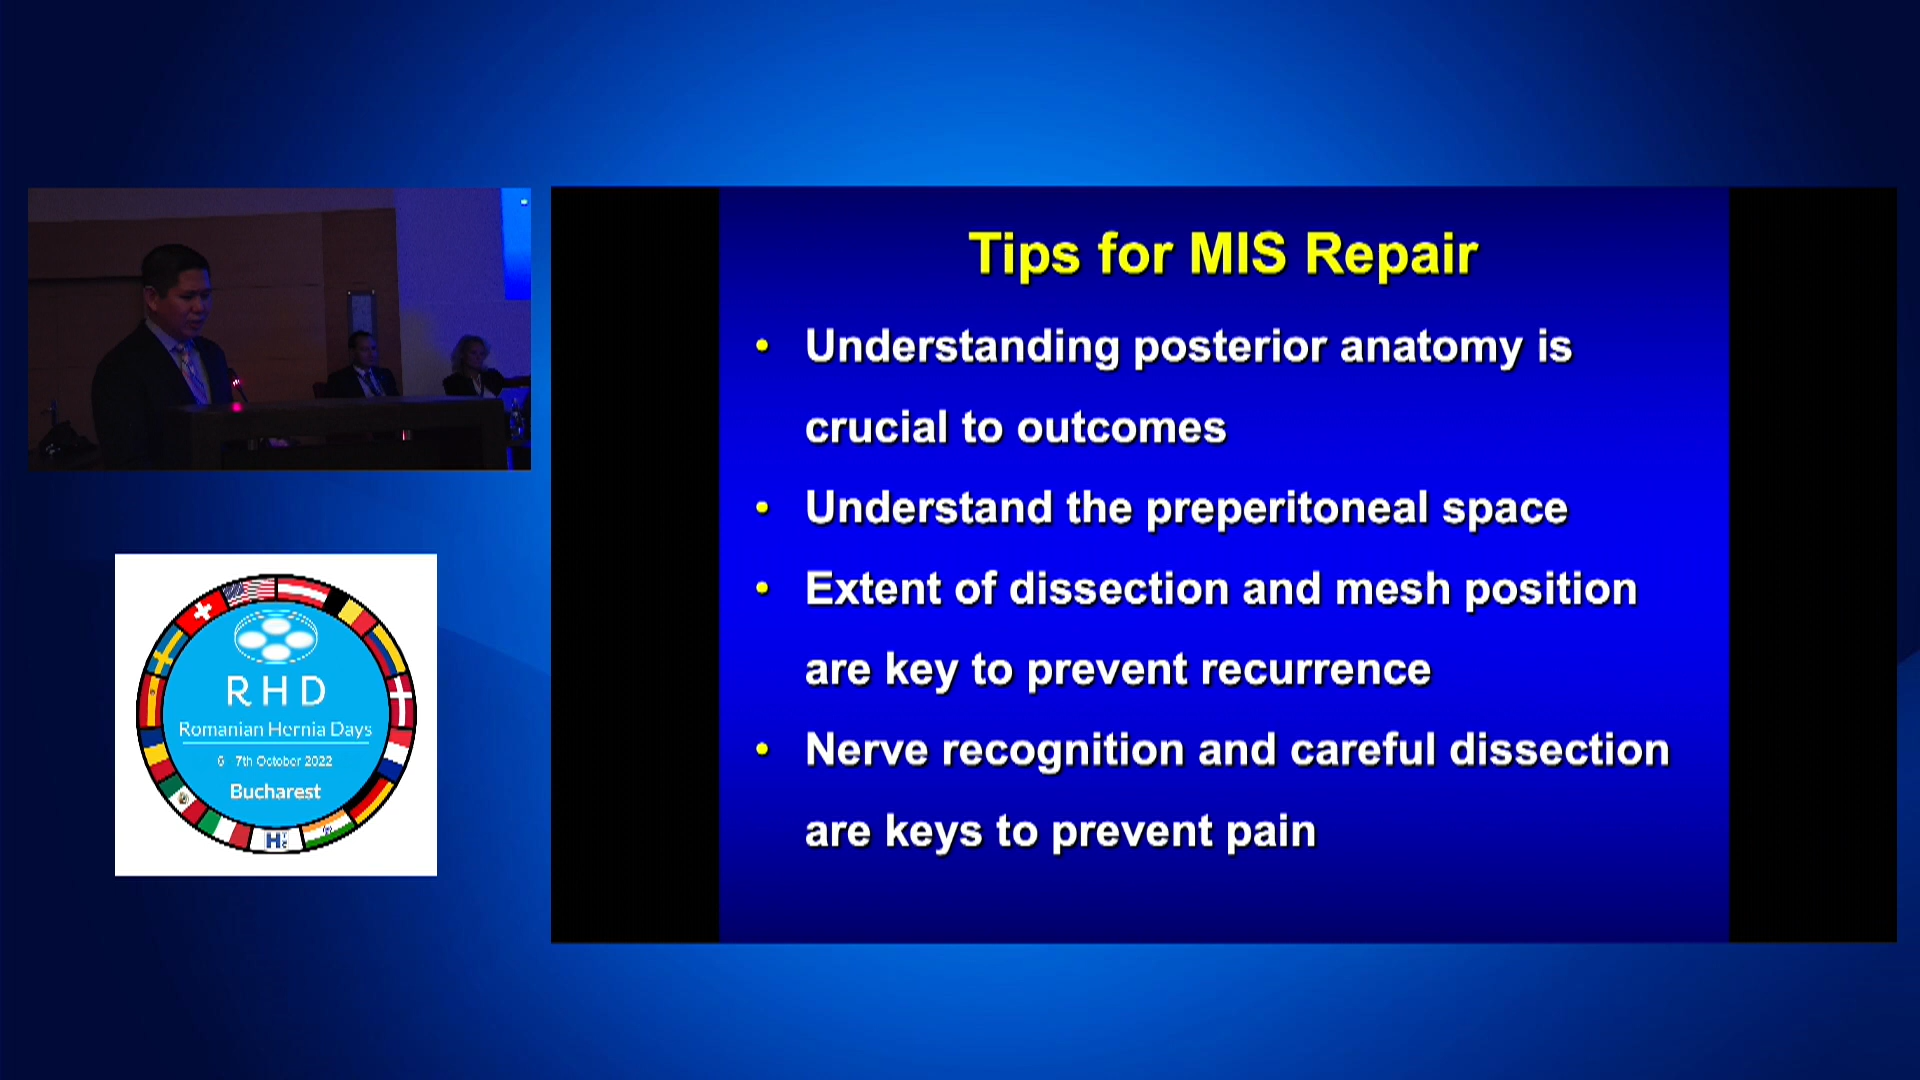 Tips for MIS Repair
• Understanding posterior anatomy is
crucial to outcomes
• Understand the preperitoneal space
• Extent of dissection and mesh position
are key to prevent recurrence
• Nerve recognition and careful dissection
are keys to prevent pain
RHD
Romanian Hernia Days
6 - 7th October 2022
Bucharest